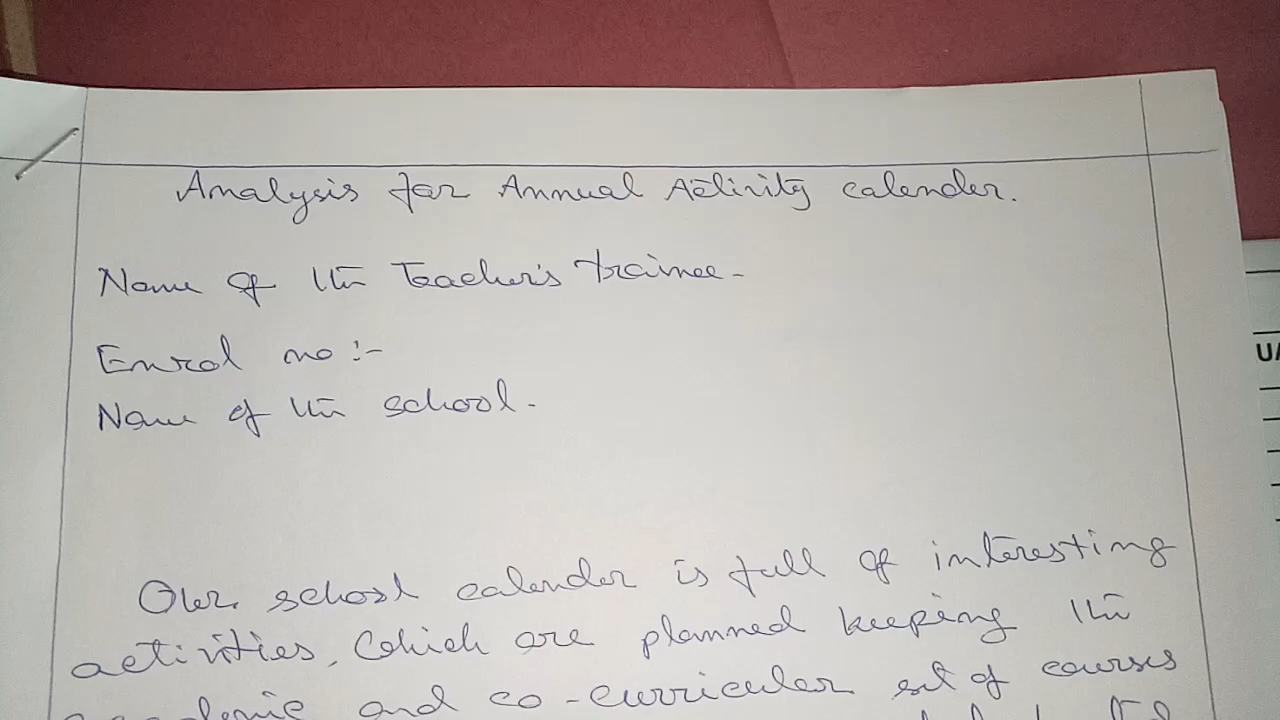 Analysis for Annual Activity calender.
Name of the Teacher's trainee -
Enrol no :-
Name of the school -
Our school calender is full of interesting
activities, which are planned keeping the
and co-curricular set of courses